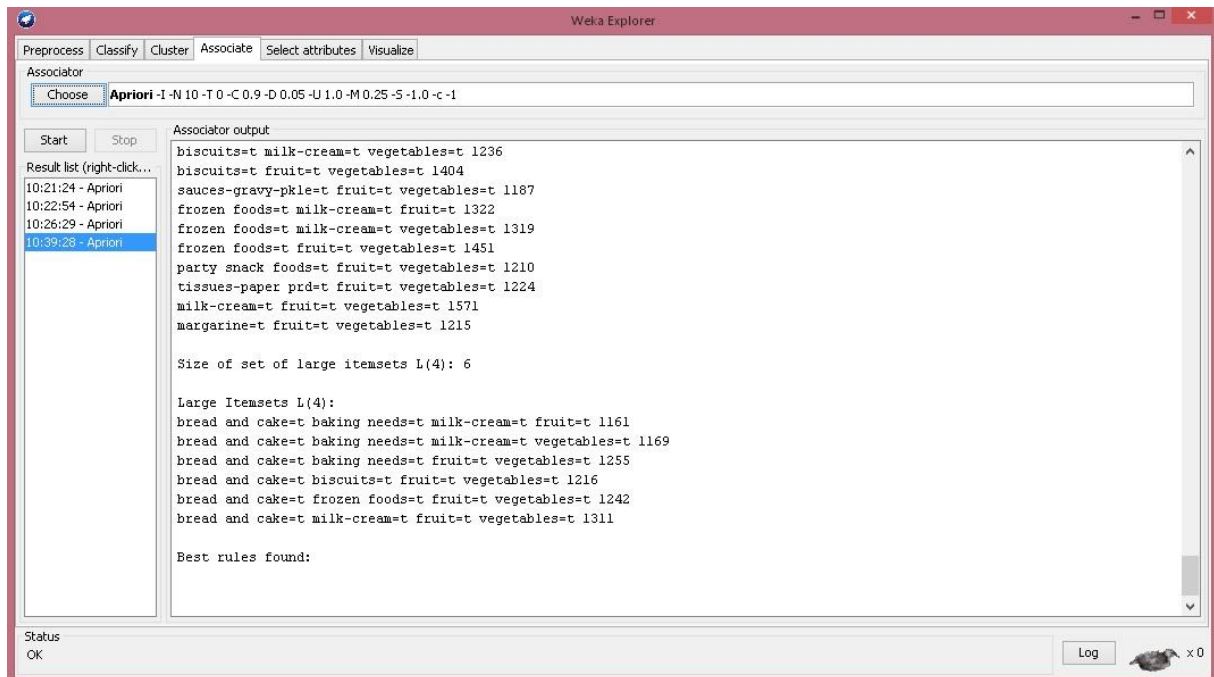 Weka Explorer
Preprocess Classify Cluster Associate Select attributes Visualize
Associator
Choose Apriori -I -N 10 -T 0 -C 0.9 -D 0.05 -U 1.0 -M 0.25 -S -1.0 -c -1
Start Stop
Result list (right-click...
10:21:24 - Apriori
10:22:54 - Apriori
10:26:29 - Apriori
10:39:28 - Apriori
Associator output
biscuits=t milk-cream=t vegetables=t 1236
biscuits=t fruit=t vegetables=t 1404
sauces-gravy-pkle=t fruit=t vegetables=t 1187
frozen foods=t milk-cream=t fruit=t 1322
frozen foods=t milk-cream=t vegetables=t 1319
frozen foods=t fruit=t vegetables=t 1451
party snack foods=t fruit=t vegetables=t 1210
tissues-paper prd=t fruit=t vegetables=t 1224
milk-cream=t fruit=t vegetables=t 1571
margarine=t fruit=t vegetables=t 1215
Size of set of large itemsets L(4): 6
Large Itemsets L(4):
bread and cake=t baking needs=t milk-cream=t fruit=t 1161
bread and cake=t baking needs=t milk-cream=t vegetables=t 1169
bread and cake=t baking needs=t fruit=t vegetables=t 1255
bread and cake=t biscuits=t fruit=t vegetables=t 1216
bread and cake=t frozen foods=t fruit=t vegetables=t 1242
bread and cake=t milk-cream=t fruit=t vegetables=t 1311
Best rules found:
Status
OK
Log
x 0